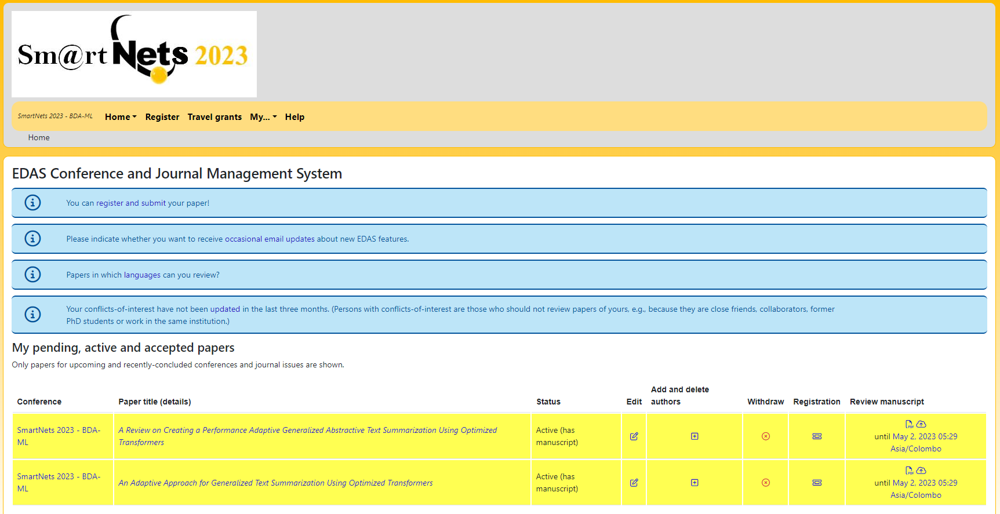 Sm@rt Nets 2023
SmartNets 2023 - BDA-ML Home Register Travel grants My... Help
Home
EDAS Conference and Journal Management System
You can register and submit your paper!
Please indicate whether you want to receive occasional email updates about new EDAS features.
Papers in which languages can you review?
Your conflicts-of-interest have not been updated in the last three months. (Persons with conflicts-of-interest are those who should not review papers of yours, e.g., because they are close friends, collaborators, former
PhD students or work in the same institution.)
My pending, active and accepted papers
Only papers for upcoming and recently-concluded conferences and journal issues are shown.
Conference Paper title (details) Status Edit Add and delete authors Withdraw Registration Review manuscript
SmartNets 2023 - BDA-
ML
A Review on Creating a Performance Adaptive Generalized Abstractive Text Summarization Using Optimized
Transformers
Active (has
manuscript)
PDF
until May 2, 2023 05:29
Asia/Colombo
SmartNets 2023 - BDA-
ML
An Adaptive Approach for Generalized Text Summarization Using Optimized Transformers
Active (has
manuscript)
PDF
until May 2, 2023 05:29
Asia/Colombo